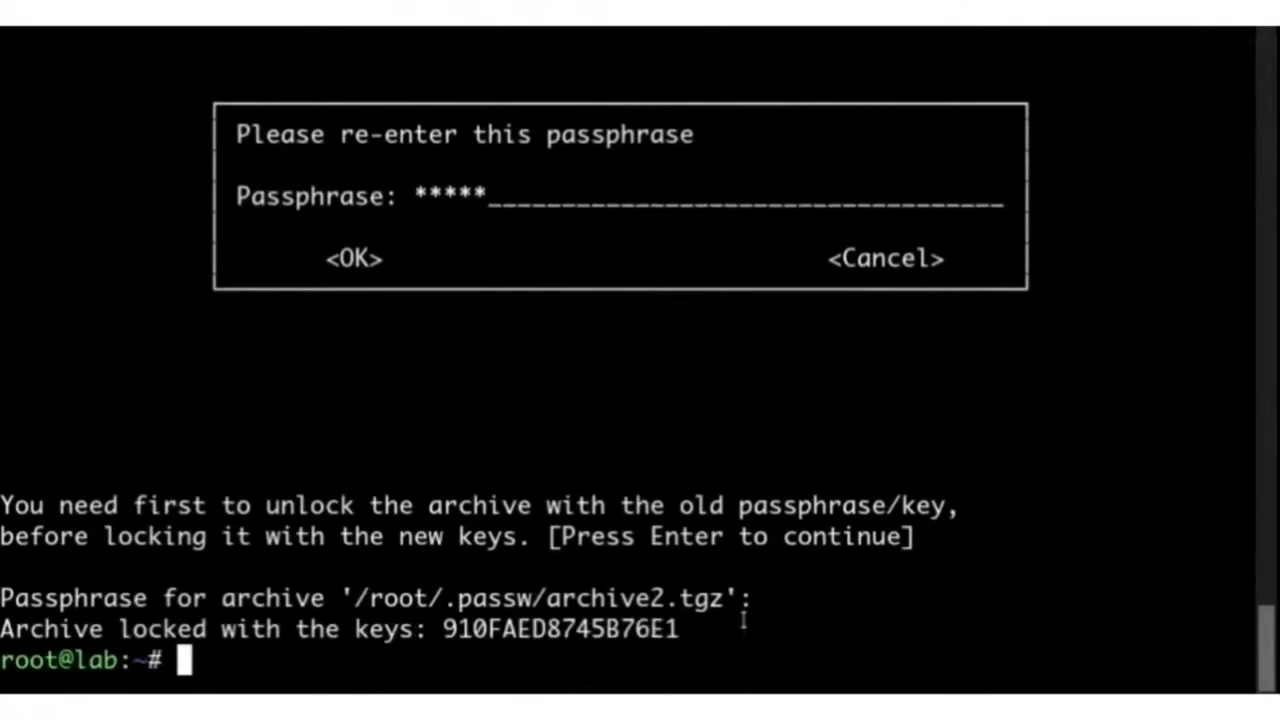 Please re-enter this passphrase
Passphrase: *****___________________________________
<OK> <Cancel>
You need first to unlock the archive with the old passphrase/key,
before locking it with the new keys. [Press Enter to continue]
Passphrase for archive '/root/.passw/archive2.tgz':
Archive locked with the keys: 910FAED8745B76E1
root@lab:~#